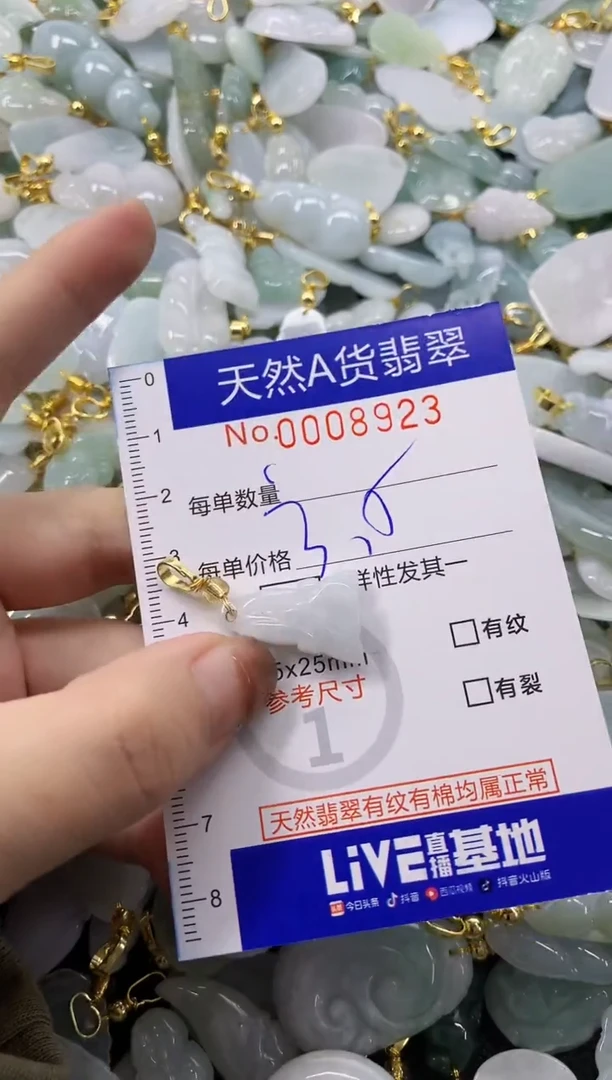 0
天然A货翡翠
1
No.0008923
2
每单数量
3
每单价格
样性发其一
4
有纹
5x25mm
有裂
参考尺寸
1
天然翡翠有纹有棉均属正常
7
LiVE直播基地
8
今日头条 抖音 西瓜视频 抖音火山版